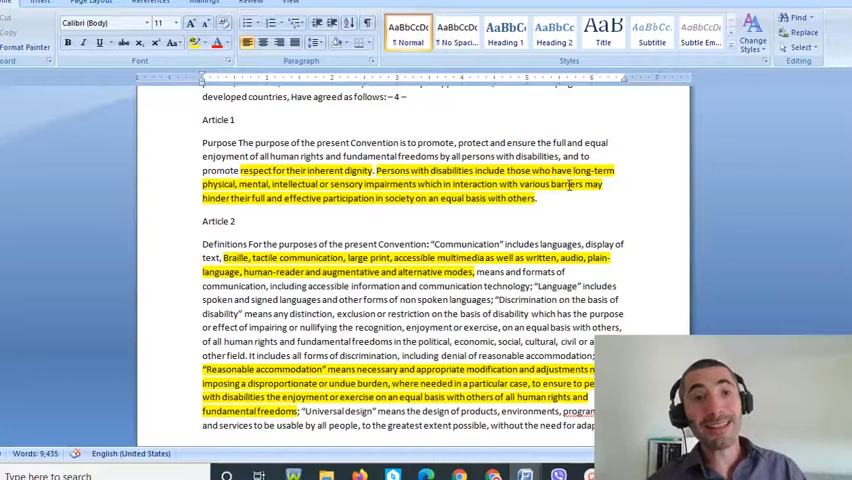 Insert
Calibri (Body) 11
Format Painter
B I U
AaBbCcDc AaBbCcDc AaBbCc AaBbCc AaBbC AaBbCcDc AaBbCcDc
¶ Normal ¶ No Spaci... Heading 1 Heading 2 Title Subtitle Subtle Em...
Change Styles
Find
Replace
Select
Font Paragraph Styles Editing
developed countries, Have agreed as follows: – 4 –
Article 1
Purpose The purpose of the present Convention is to promote, protect and ensure the full and equal
enjoyment of all human rights and fundamental freedoms by all persons with disabilities, and to
promote respect for their inherent dignity. Persons with disabilities include those who have long-term
physical, mental, intellectual or sensory impairments which in interaction with various barriers may
hinder their full and effective participation in society on an equal basis with others.
Article 2
Definitions For the purposes of the present Convention: “Communication” includes languages, display of
text, Braille, tactile communication, large print, accessible multimedia as well as written, audio, plain-
language, human-reader and augmentative and alternative modes, means and formats of
communication, including accessible information and communication technology; “Language” includes
spoken and signed languages and other forms of non spoken languages; “Discrimination on the basis of
disability” means any distinction, exclusion or restriction on the basis of disability which has the purpose
or effect of impairing or nullifying the recognition, enjoyment or exercise, on an equal basis with others,
of all human rights and fundamental freedoms in the political, economic, social, cultural, civil or a
other field. It includes all forms of discrimination, including denial of reasonable accommodation;
“Reasonable accommodation” means necessary and appropriate modification and adjustments n
imposing a disproportionate or undue burden, where needed in a particular case, to ensure to pe
with disabilities the enjoyment or exercise on an equal basis with others of all human rights and
fundamental freedoms; “Universal design” means the design of products, environments, program
and services to be usable by all people, to the greatest extent possible, without the need for adap
Words: 9,435 English (United States)
Type here to search